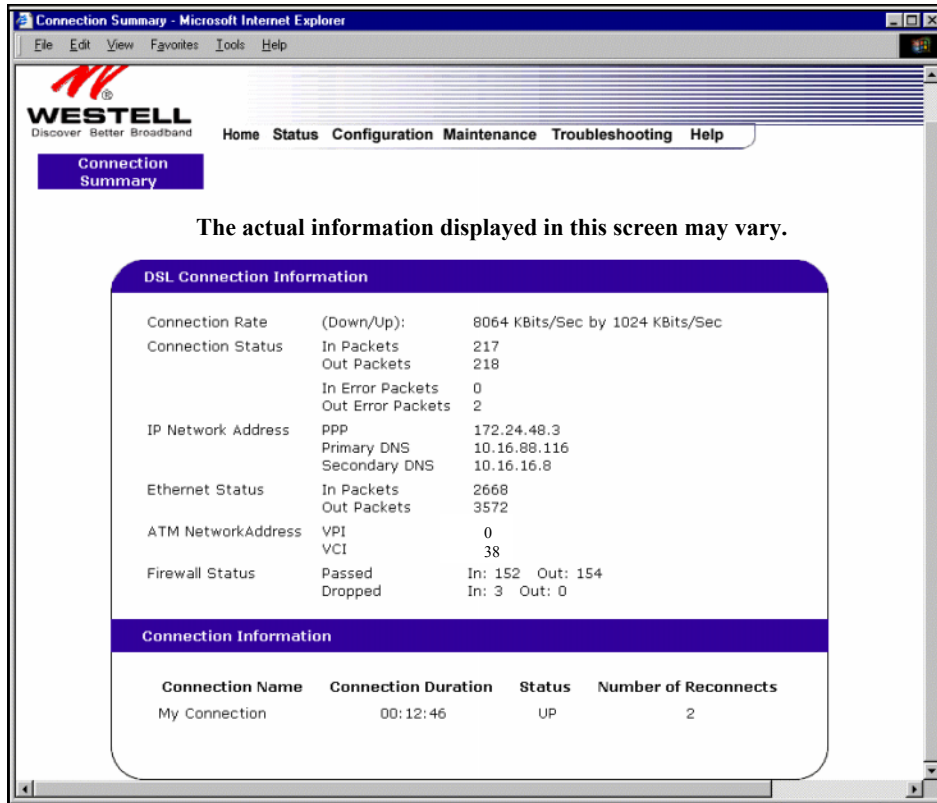 Connection Summary - Microsoft Internet Explorer
File Edit View Favorites Tools Help
WESTELL
®
Discover Better Broadband
Home Status Configuration Maintenance Troubleshooting Help
Connection
Summary
The actual information displayed in this screen may vary.
DSL Connection Information
Connection Rate (Down/Up): 8064 KBits/Sec by 1024 KBits/Sec
Connection Status In Packets 217
Out Packets 218
In Error Packets 0
Out Error Packets 2
IP Network Address PPP 172.24.48.3
Primary DNS 10.16.88.116
Secondary DNS 10.16.16.8
Ethernet Status In Packets 2668
Out Packets 3572
ATM NetworkAddress VPI 0
VCI 38
Firewall Status Passed In: 152 Out: 154
Dropped In: 3 Out: 0
Connection Information
Connection Name Connection Duration Status Number of Reconnects
My Connection 00:12:46 UP 2